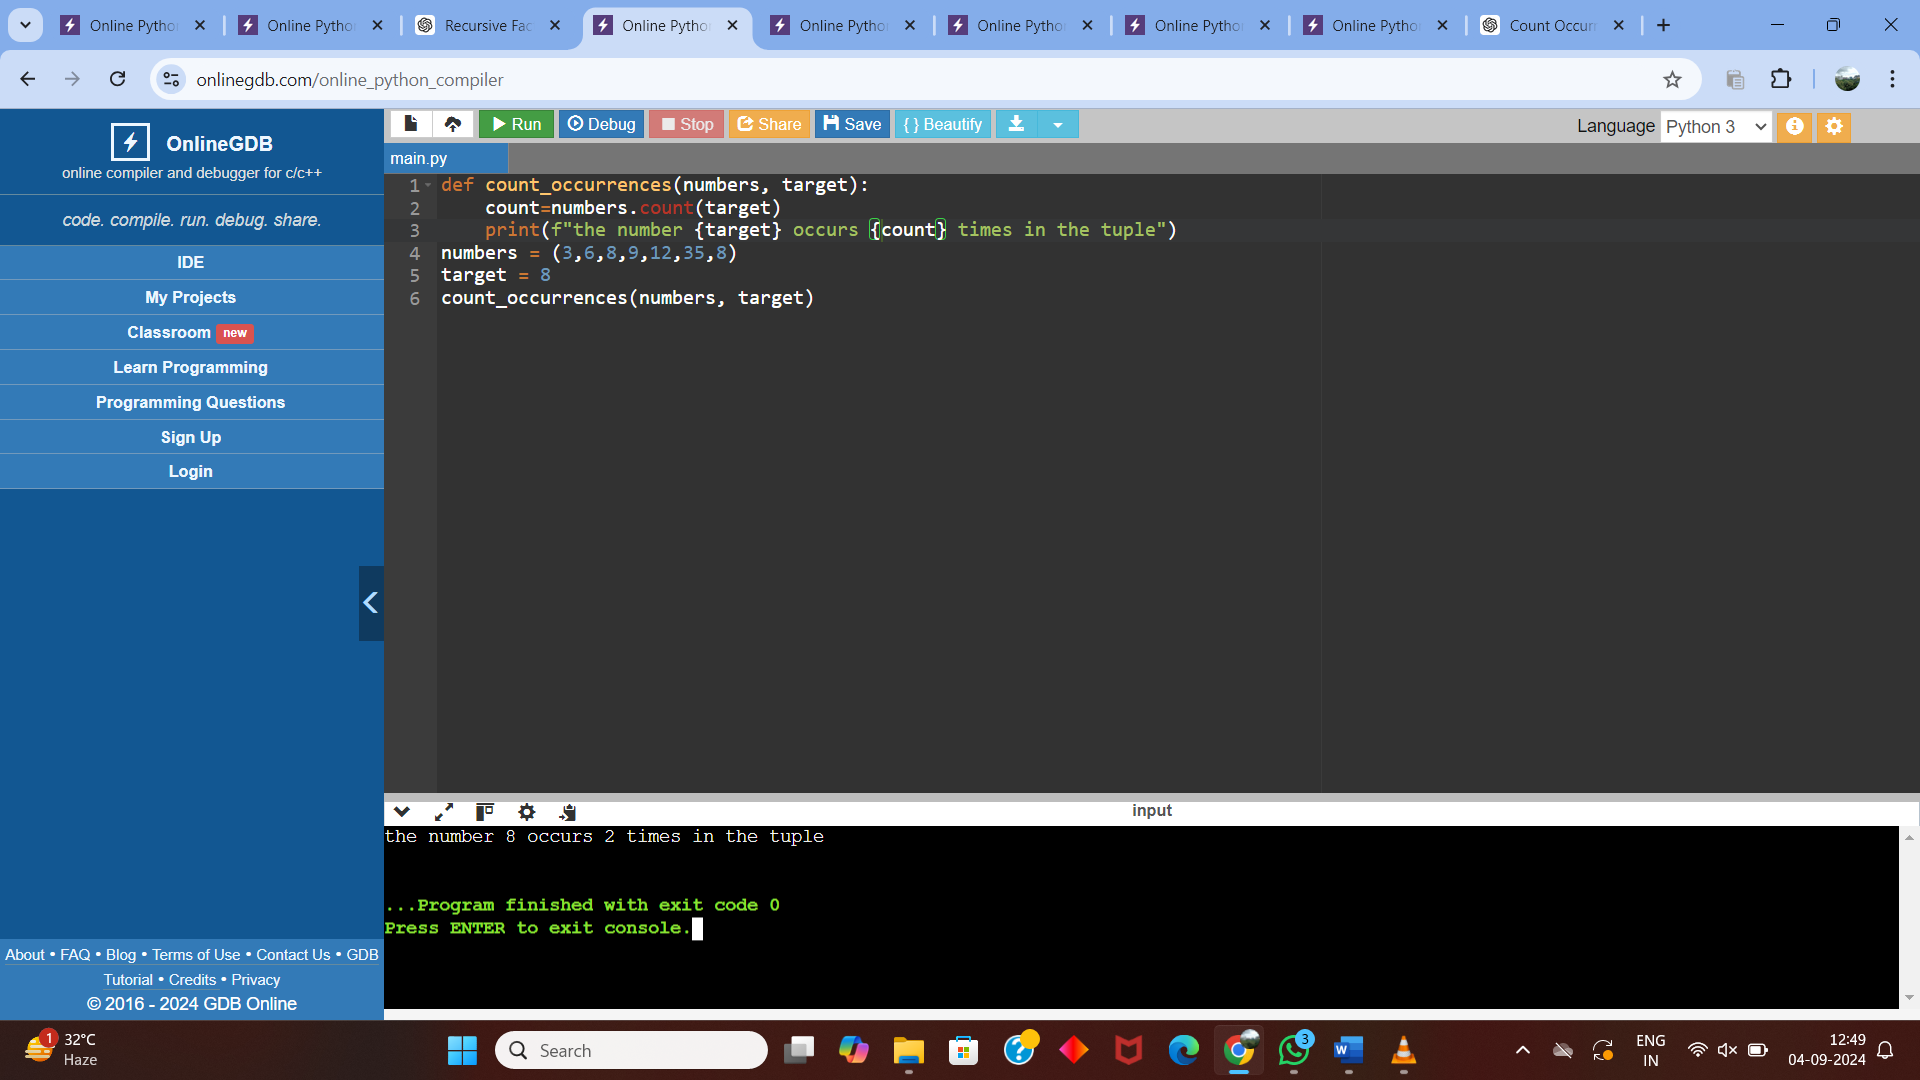 Online Pytho
Online Pytho
Recursive Fac
Online Pytho
Online Pytho
Online Pytho
Online Pytho
Online Pytho
Count Occur
onlinegdb.com/online_python_compiler
OnlineGDB
online compiler and debugger for c/c++
code. compile. run. debug. share.
IDE
My Projects
Classroom new
Learn Programming
Programming Questions
Sign Up
Login
About • FAQ • Blog • Terms of Use • Contact Us • GDB
Tutorial • Credits • Privacy
© 2016 - 2024 GDB Online
Run
Debug
Stop
Share
Save
{ } Beautify
Language Python 3
main.py
1 def count_occurrences(numbers, target):
2     count=numbers.count(target)
3     print(f"the number {target} occurs {count} times in the tuple")
4 numbers = (3,6,8,9,12,35,8)
5 target = 8
6 count_occurrences(numbers, target)
input
the number 8 occurs 2 times in the tuple
...Program finished with exit code 0
Press ENTER to exit console.
1
32°C
Haze
Search
3
ENG
IN
12:49
04-09-2024